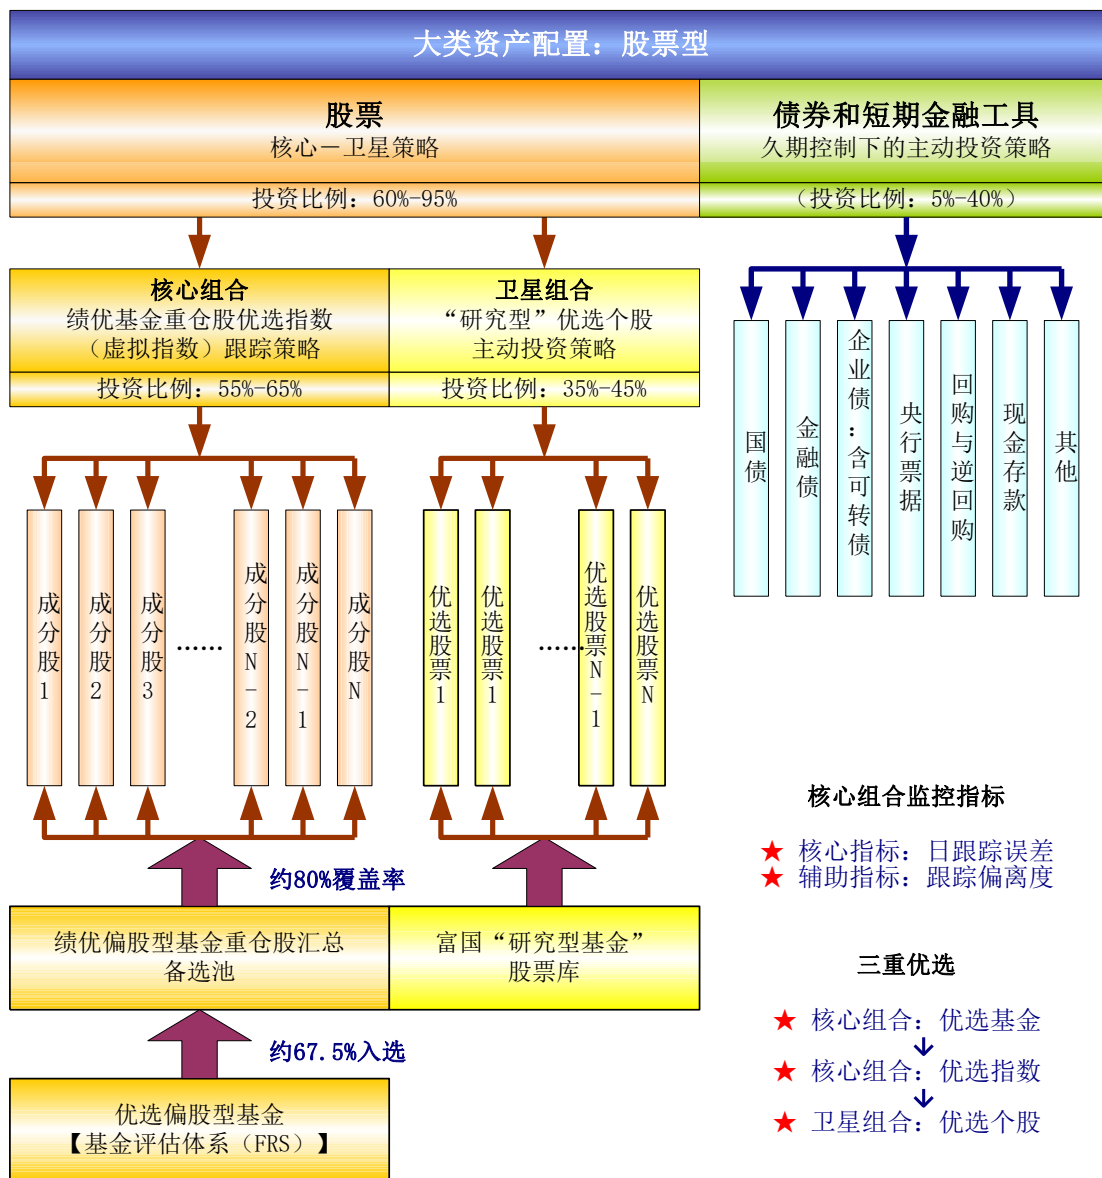 大类资产配置：股票型
股票
核心－卫星策略
投资比例：60%-95%
债券和短期金融工具
久期控制下的主动投资策略
（投资比例：5%-40%）
核心组合
绩优基金重仓股优选指数
（虚拟指数）跟踪策略
投资比例：55%-65%
卫星组合
“研究型”优选个股
主动投资策略
投资比例：35%-45%
国债
金融债
企业债：含可转债
央行票据
回购与逆回购
现金存款
其他
成分股1
成分股2
成分股3
……
成分股N-2
成分股N-1
成分股N
优选股票1
优选股票1
……
优选股票N-1
优选股票N
约80%覆盖率
绩优偏股型基金重仓股汇总
备选池
富国“研究型基金”
股票库
约67.5%入选
优选偏股型基金
【基金评估体系（FRS）】
核心组合监控指标
★ 核心指标：日跟踪误差
★ 辅助指标：跟踪偏离度
三重优选
★ 核心组合：优选基金
★ 核心组合：优选指数
★ 卫星组合：优选个股